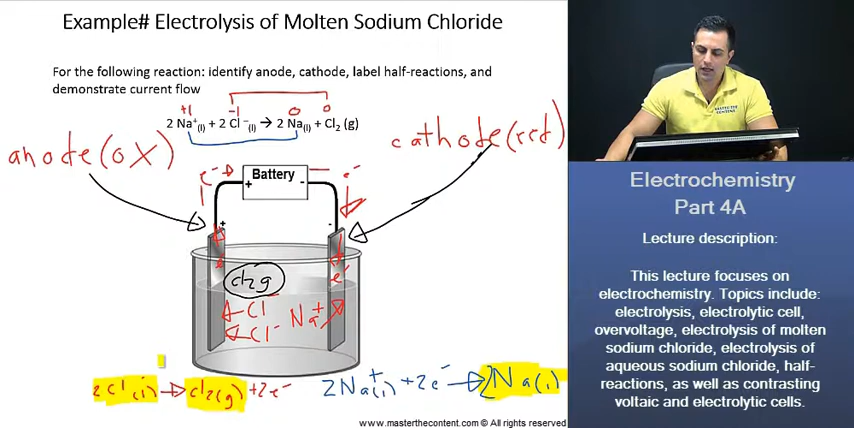 Example# Electrolysis of Molten Sodium Chloride
For the following reaction: identify anode, cathode, label half-reactions, and
demonstrate current flow
+1 -1 0 0
2 Na⁺(l) + 2 Cl ⁻(l) → 2 Na(l) + Cl₂ (g)
anode(ox)
cathode(red)
e⁻ Battery e⁻
+ -
+ -
e⁻ e⁻
Cl2g
Cl⁻ Na⁺
Cl⁻
2Cl⁻(l) → Cl2(g) + 2e⁻
2Na⁺(l) + 2e⁻ → 2Na(l)
www.masterthecontent.com © All rights reserved
MASTER THE
CONTENT
Electrochemistry
Part 4A
Lecture description:
This lecture focuses on
electrochemistry. Topics include:
electrolysis, electrolytic cell,
overvoltage, electrolysis of molten
sodium chloride, electrolysis of
aqueous sodium chloride, half-
reactions, as well as contrasting
voltaic and electrolytic cells.